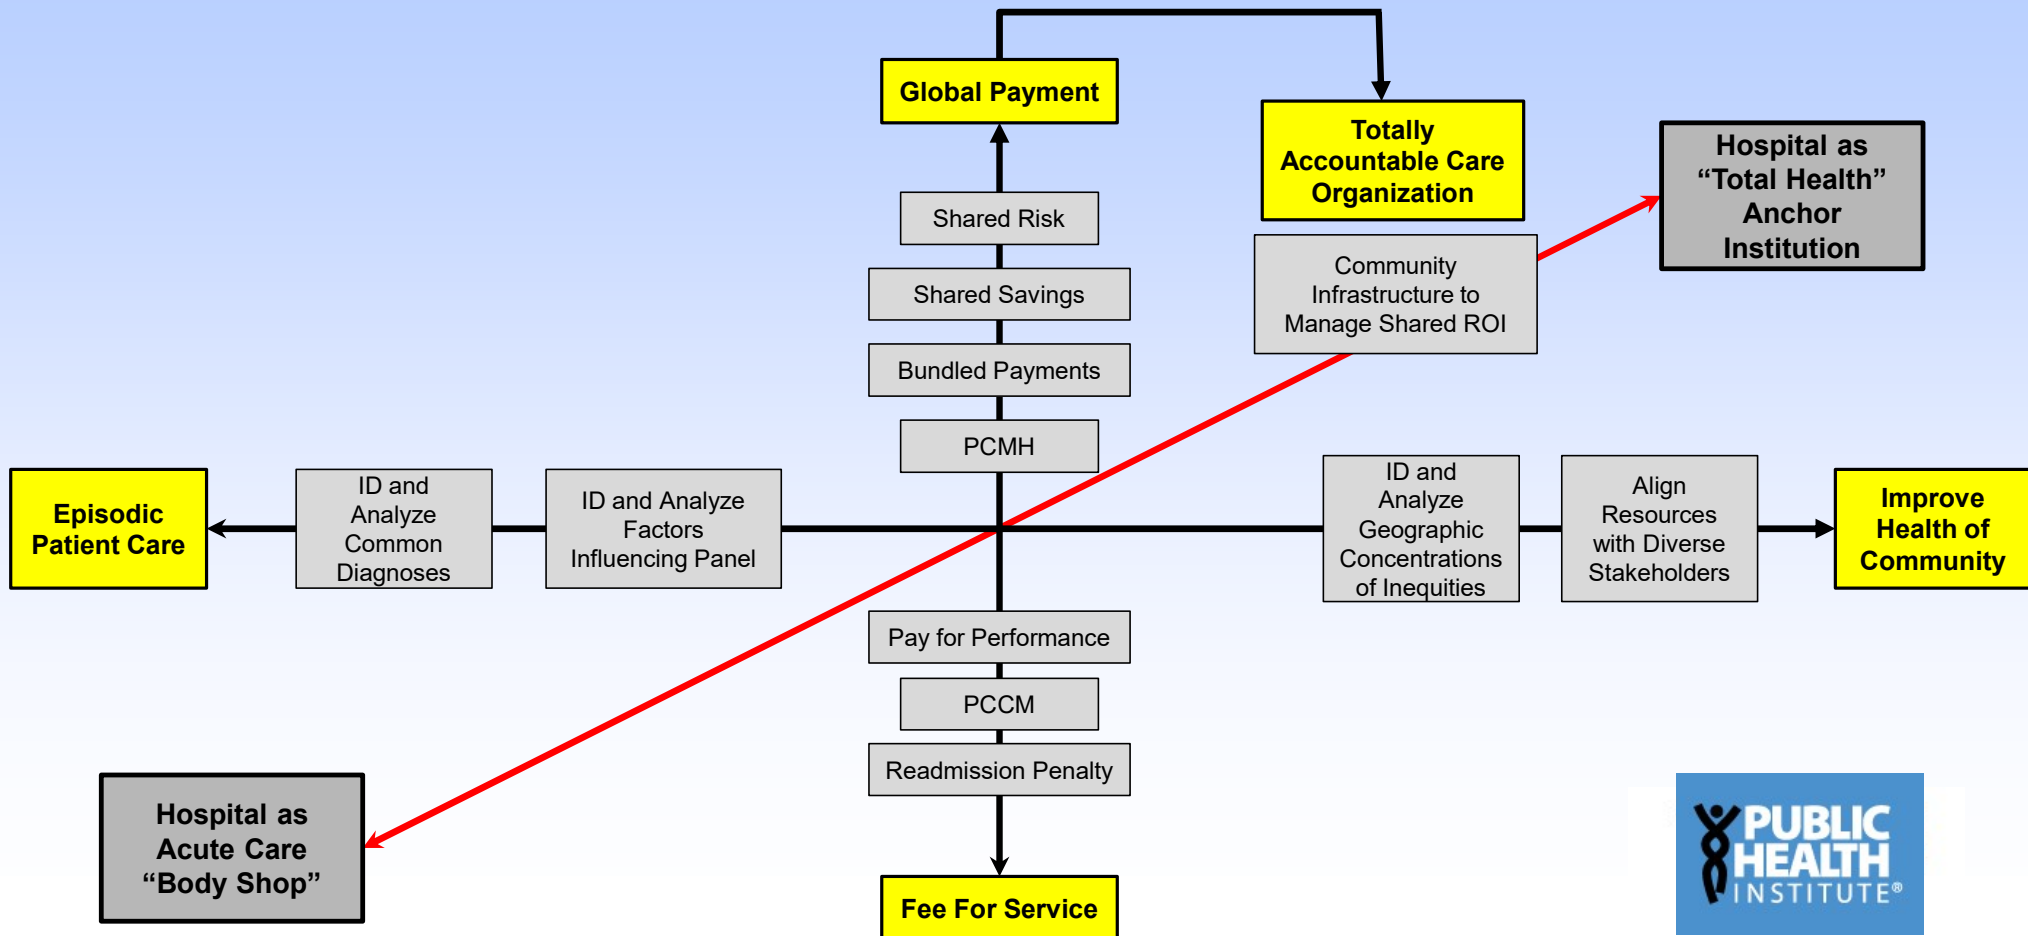 Global Payment
Totally
Accountable Care
Organization
Hospital as
“Total Health”
Anchor
Institution
Shared Risk
Community
Infrastructure to
Manage Shared ROI
Shared Savings
Bundled Payments
PCMH
Episodic
Patient Care
ID and
Analyze
Common
Diagnoses
ID and Analyze
Factors
Influencing Panel
ID and
Analyze
Geographic
Concentrations
of Inequities
Align
Resources
with Diverse
Stakeholders
Improve
Health of
Community
Pay for Performance
PCCM
Readmission Penalty
Hospital as
Acute Care
“Body Shop”
Fee For Service
PUBLIC
HEALTH
INSTITUTE®